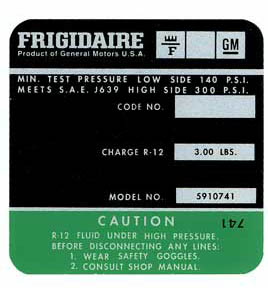 FRIGIDAIRE
Product of General Motors U.S.A.
F
GM
MIN. TEST PRESSURE LOW SIDE 140 P.S.I.
MEETS S.A.E. J639 HIGH SIDE 300 P.S.I.
CODE NO.
CHARGE R-12 3.00 LBS.
MODEL NO. 5910741
741
CAUTION
R-12 FLUID UNDER HIGH PRESSURE.
BEFORE DISCONNECTING ANY LINES:
1. WEAR SAFETY GOGGLES.
2. CONSULT SHOP MANUAL.